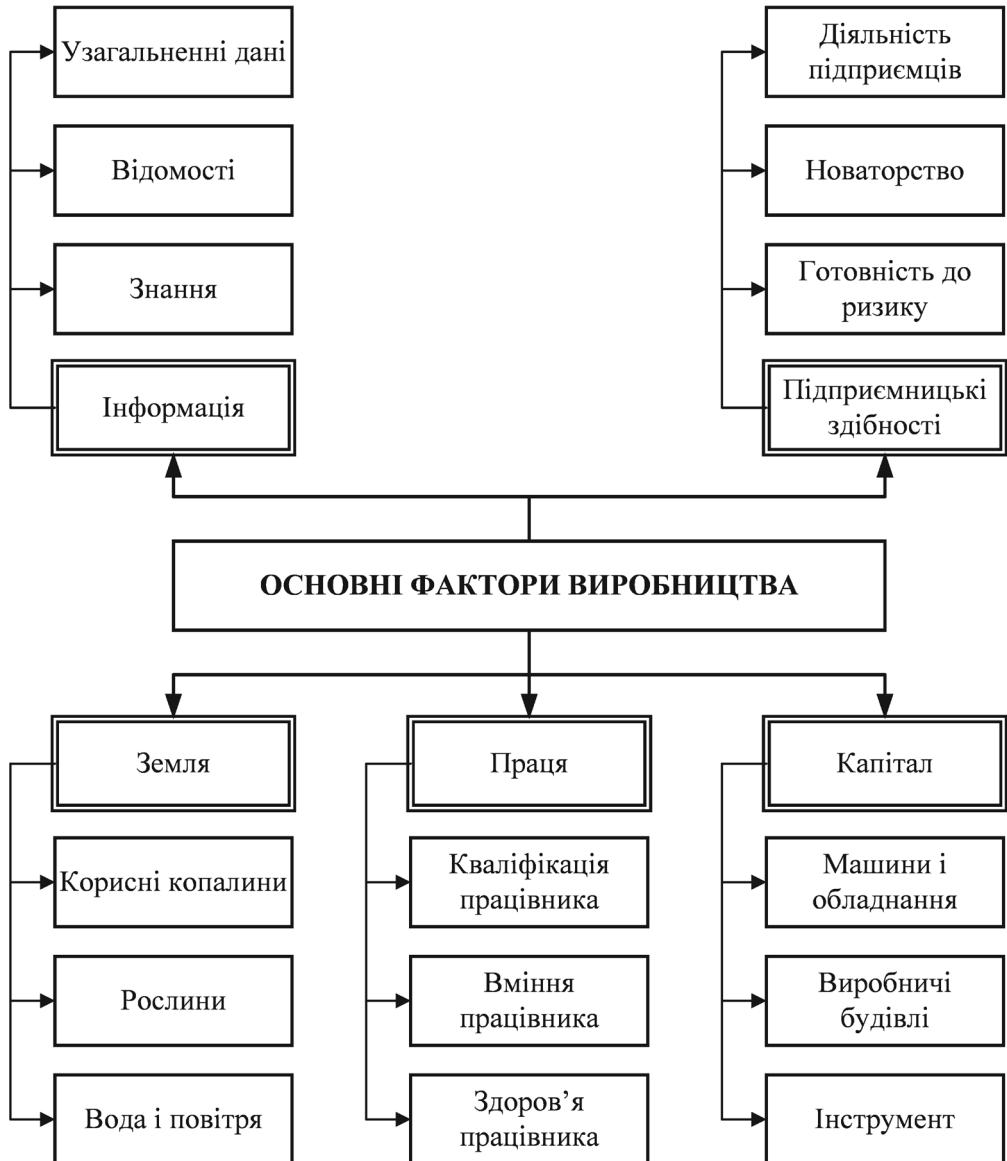 Узагальненні дані
Відомості
Знання
Інформація
Діяльність
підприємців
Новаторство
Готовність до
ризику
Підприємницькі
здібності
ОСНОВНІ ФАКТОРИ ВИРОБНИЦТВА
Земля
Корисні копалини
Рослини
Вода і повітря
Праця
Кваліфікація
працівника
Вміння
працівника
Здоров’я
працівника
Капітал
Машини і
обладнання
Виробничі
будівлі
Інструмент